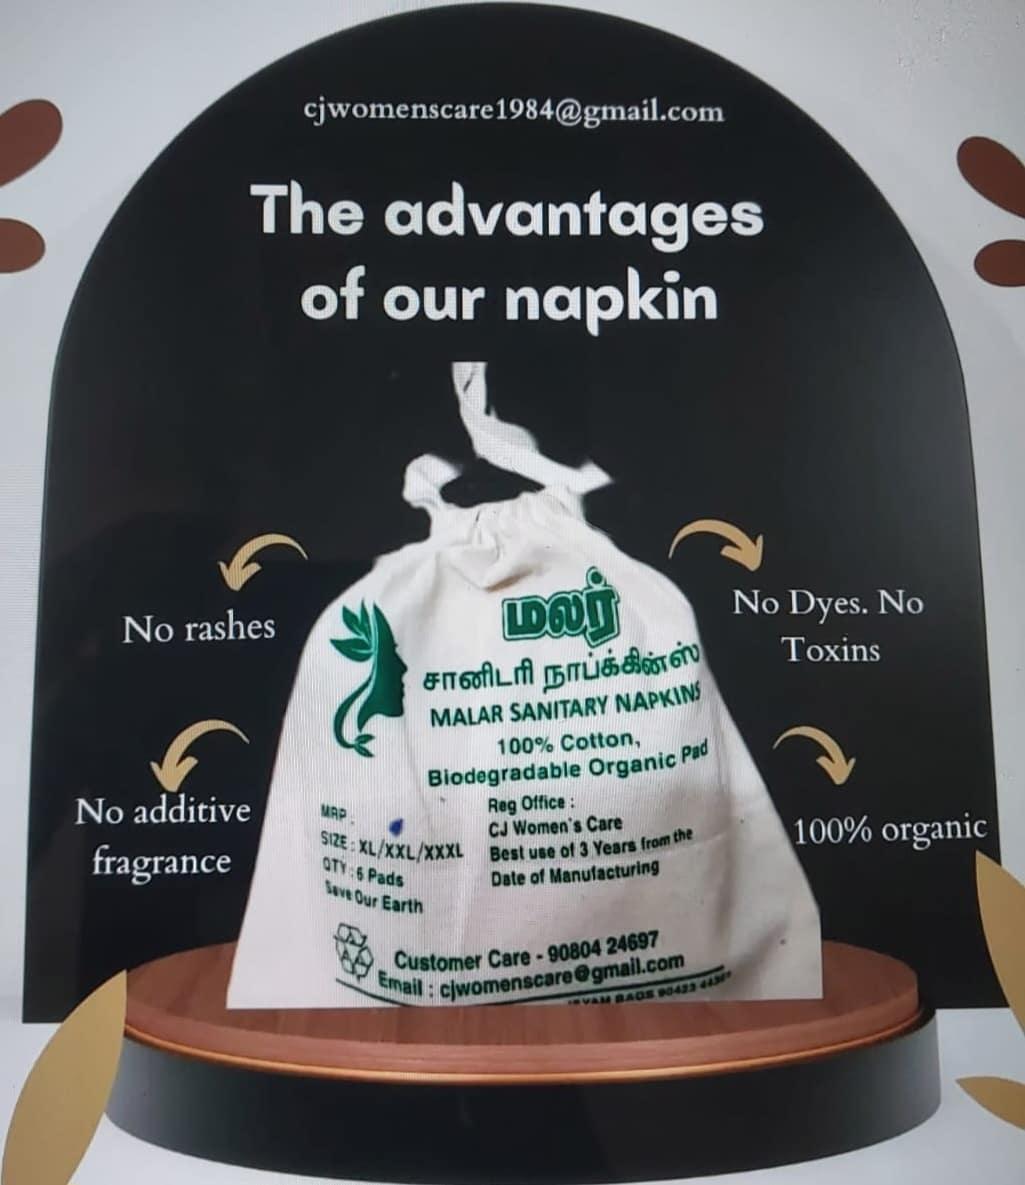 cjwomenscare1984@gmail.com
The advantages
of our napkin
No rashes
No Dyes. No
Toxins
No additive
fragrance
100% organic
மலர்
சானிடரி நாப்க்கின்ஸ்
MALAR SANITARY NAPKINS
100% Cotton,
Biodegradable Organic Pad
MRP :
SIZE : XL/XXL/XXXL
QTY : 6 Pads
Save Our Earth
Reg Office :
CJ Women's Care
Best use of 3 Years from the
Date of Manufacturing
Customer Care - 90804 24697
Email : cjwomenscare@gmail.com
BAGS 90423